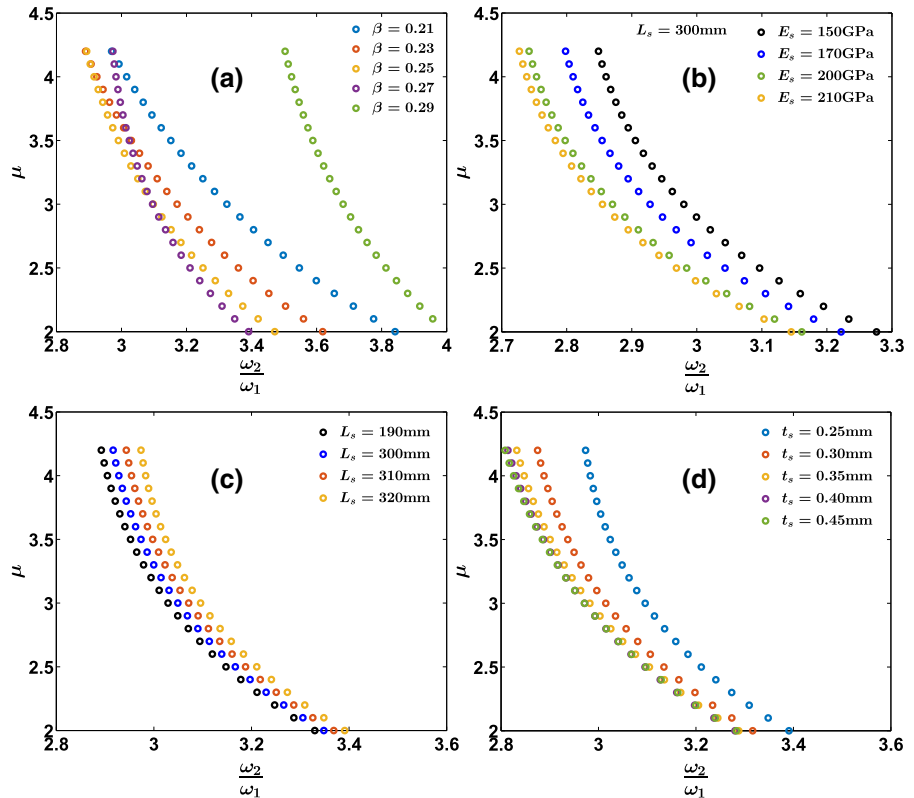 4.5
4
3.5
3
2.5
2
μ
(a)
β = 0.21
β = 0.23
β = 0.25
β = 0.27
β = 0.29
2.8 3 3.2 3.4 3.6 3.8 4
ω₂
ω₁
4.5
4
3.5
3
2.5
2
μ
(b)
L_s = 300mm
E_s = 150GPa
E_s = 170GPa
E_s = 200GPa
E_s = 210GPa
2.7 2.8 2.9 3 3.1 3.2 3.3
ω₂
ω₁
4.5
4
3.5
3
2.5
2
μ
(c)
L_s = 190mm
L_s = 300mm
L_s = 310mm
L_s = 320mm
2.8 3 3.2 3.4 3.6
ω₂
ω₁
4.5
4
3.5
3
2.5
2
μ
(d)
t_s = 0.25mm
t_s = 0.30mm
t_s = 0.35mm
t_s = 0.40mm
t_s = 0.45mm
2.8 3 3.2 3.4 3.6
ω₂
ω₁